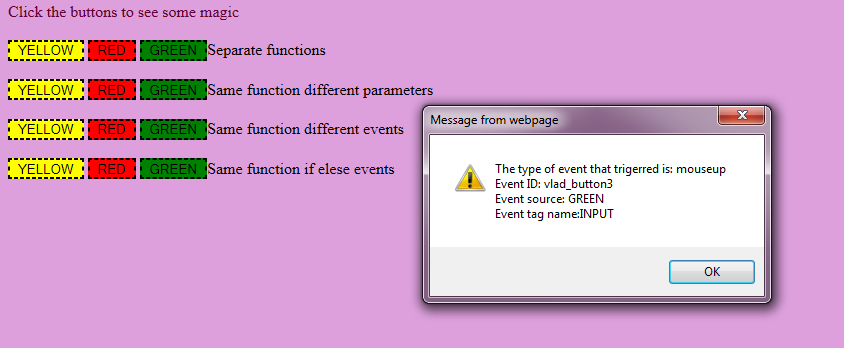 Click the buttons to see some magic
YELLOW RED GREEN Separate functions
YELLOW RED GREEN Same function different parameters
YELLOW RED GREEN Same function different events
YELLOW RED GREEN Same function if elese events
Message from webpage
The type of event that trigerred is: mouseup
Event ID: vlad_button3
Event source: GREEN
Event tag name:INPUT
OK